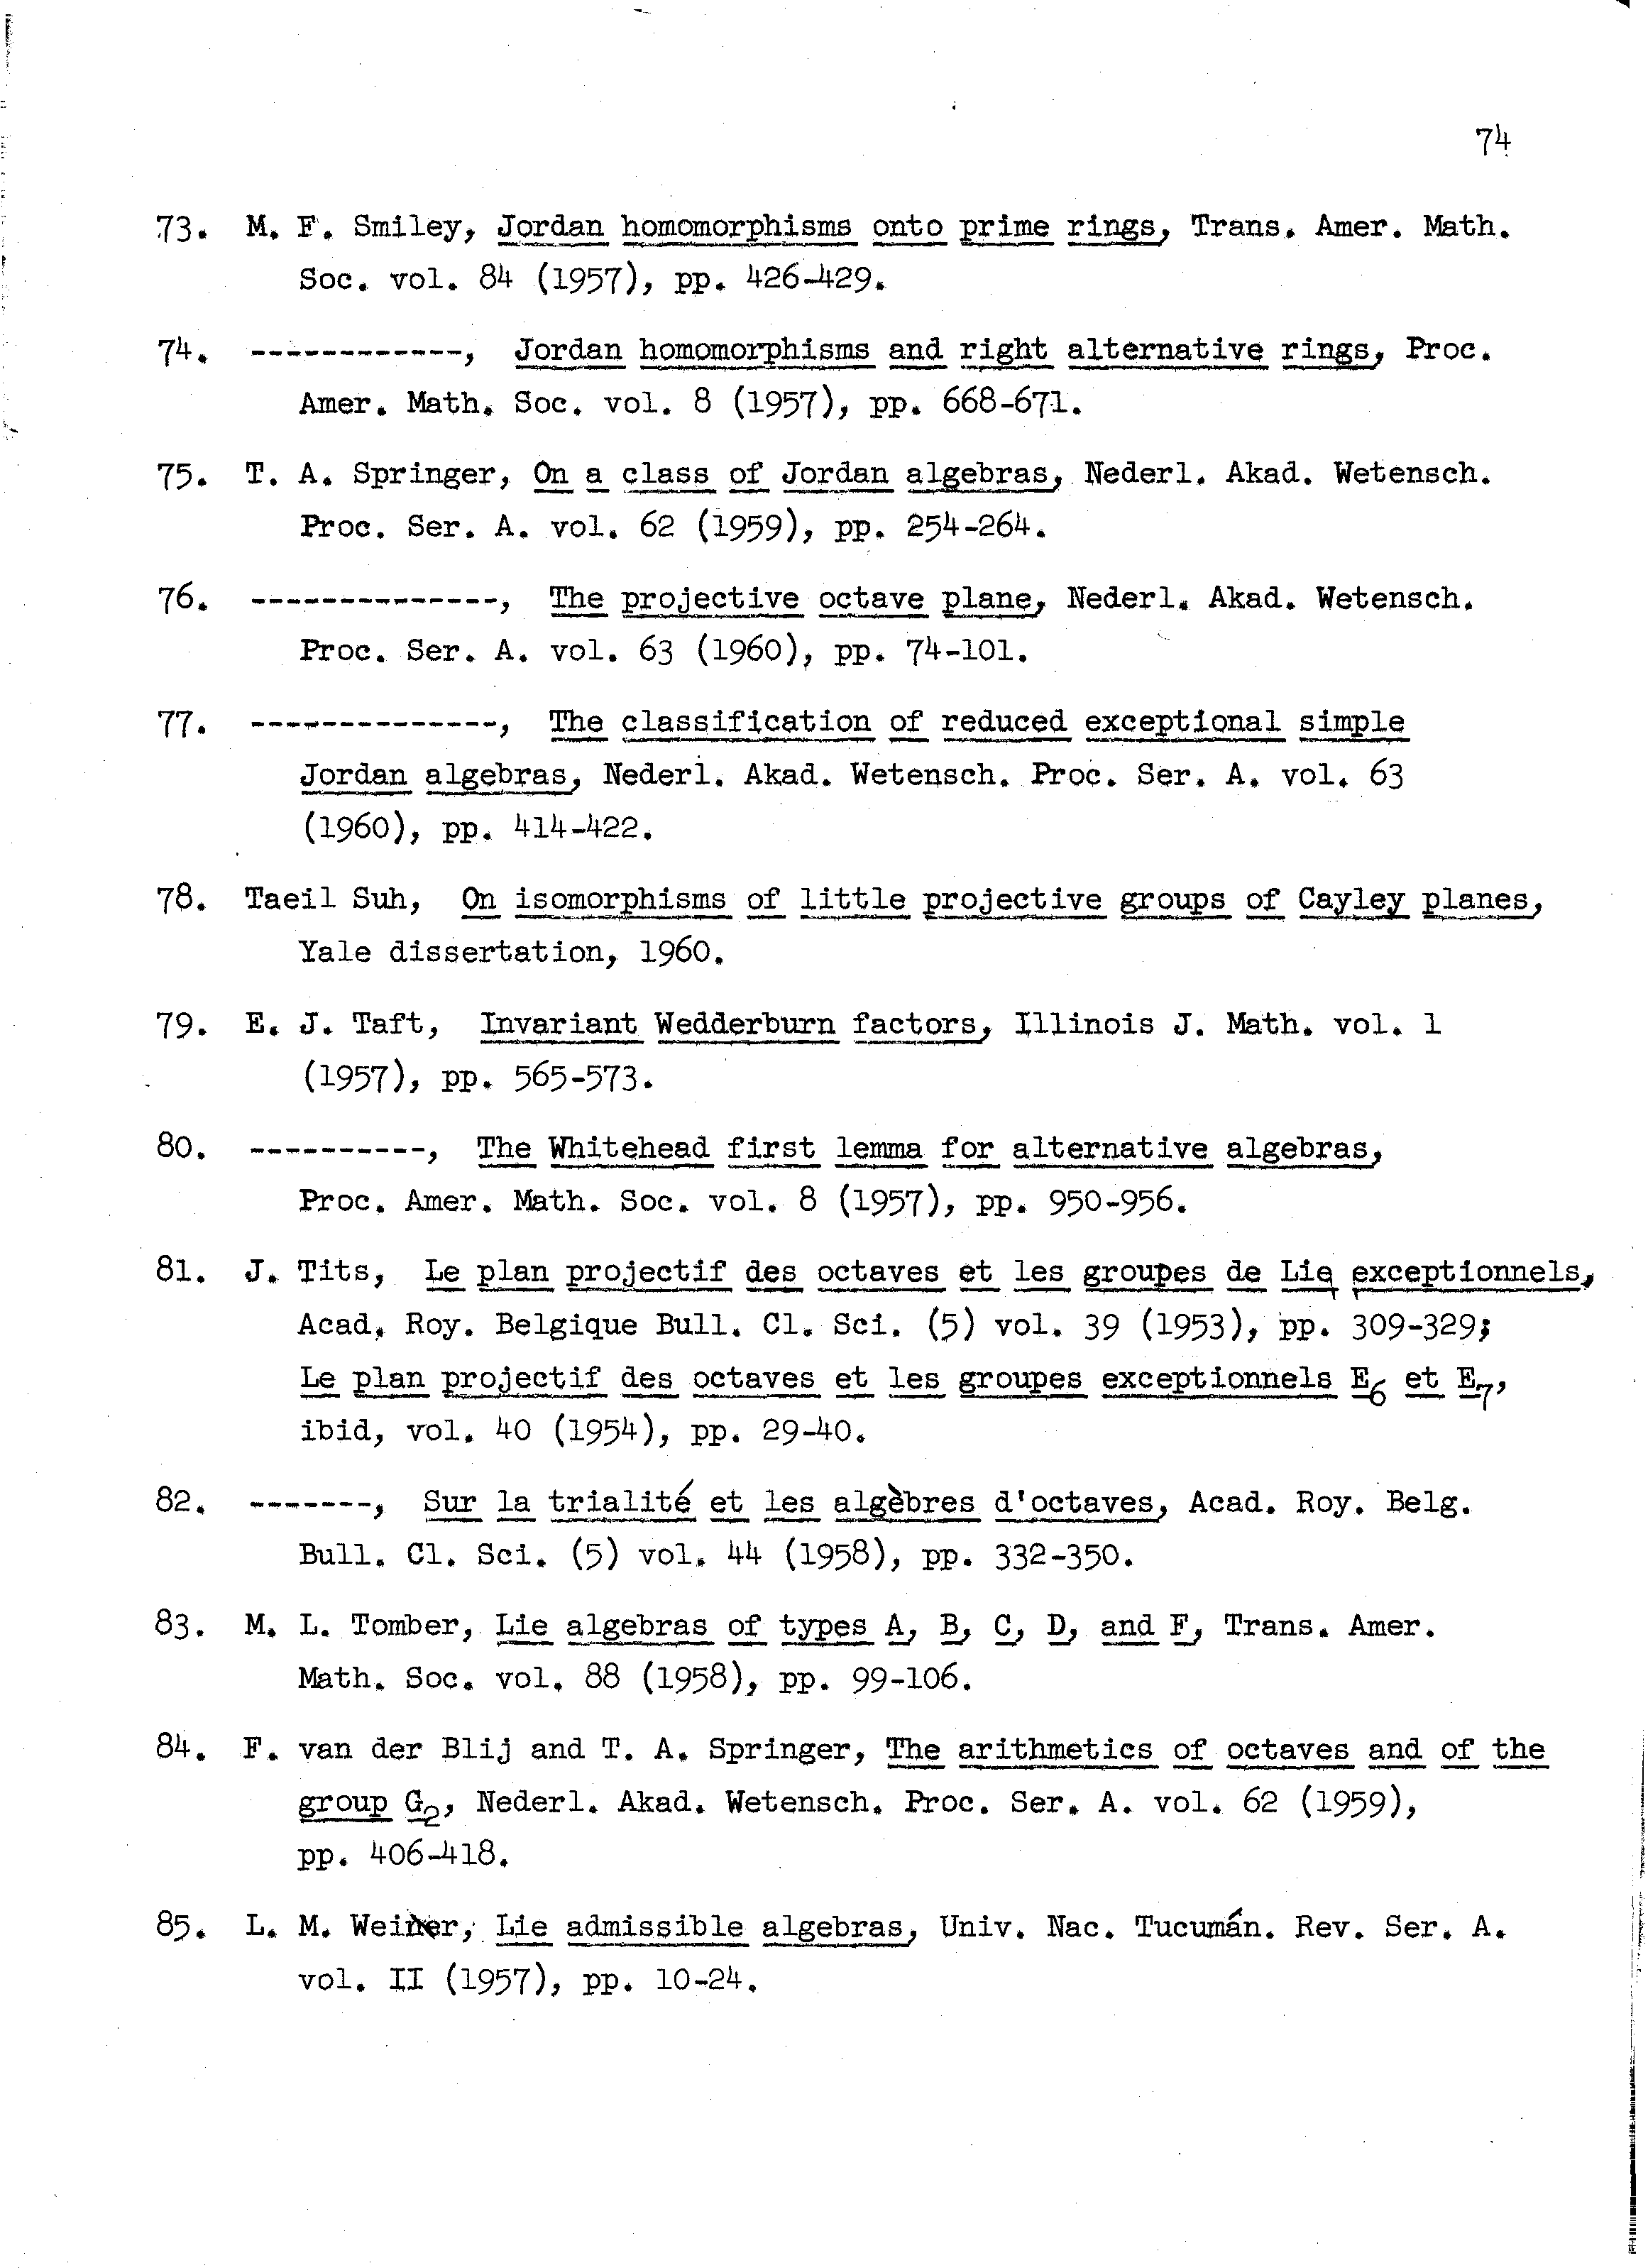 74
73. M. F. Smiley, Jordan homomorphisms onto prime rings, Trans. Amer. Math.
Soc. vol. 84 (1957), pp. 426-429.
74. ------------, Jordan homomorphisms and right alternative rings, Proc.
Amer. Math. Soc. vol. 8 (1957), pp. 668-671.
75. T. A. Springer, On a class of Jordan algebras, Nederl. Akad. Wetensch.
Proc. Ser. A. vol. 62 (1959), pp. 254-264.
76. --------------, The projective octave plane, Nederl. Akad. Wetensch.
Proc. Ser. A. vol. 63 (1960), pp. 74-101.
77. --------------, The classification of reduced exceptional simple
Jordan algebras, Nederl. Akad. Wetensch. Proc. Ser. A. vol. 63
(1960), pp. 414-422.
78. Taeil Suh, On isomorphisms of little projective groups of Cayley planes,
Yale dissertation, 1960.
79. E. J. Taft, Invariant Wedderburn factors, Illinois J. Math. vol. 1
(1957), pp. 565-573.
80. ----------, The Whitehead first lemma for alternative algebras,
Proc. Amer. Math. Soc. vol. 8 (1957), pp. 950-956.
81. J. Tits, Le plan projectif des octaves et les groupes de Lie exceptionnels,
Acad. Roy. Belgique Bull. Cl. Sci. (5) vol. 39 (1953), pp. 309-329;
Le plan projectif des octaves et les groupes exceptionnels E₆ et E₇,
ibid, vol. 40 (1954), pp. 29-40.
82. -------, Sur la trialité et les algèbres d'octaves, Acad. Roy. Belg.
Bull. Cl. Sci. (5) vol. 44 (1958), pp. 332-350.
83. M. L. Tomber, Lie algebras of types A, B, C, D, and F, Trans. Amer.
Math. Soc. vol. 88 (1958), pp. 99-106.
84. F. van der Blij and T. A. Springer, The arithmetics of octaves and of the
group G₂, Nederl. Akad. Wetensch. Proc. Ser. A. vol. 62 (1959),
pp. 406-418.
85. L. M. Weiner, Lie admissible algebras, Univ. Nac. Tucumán. Rev. Ser. A.
vol. II (1957), pp. 10-24.